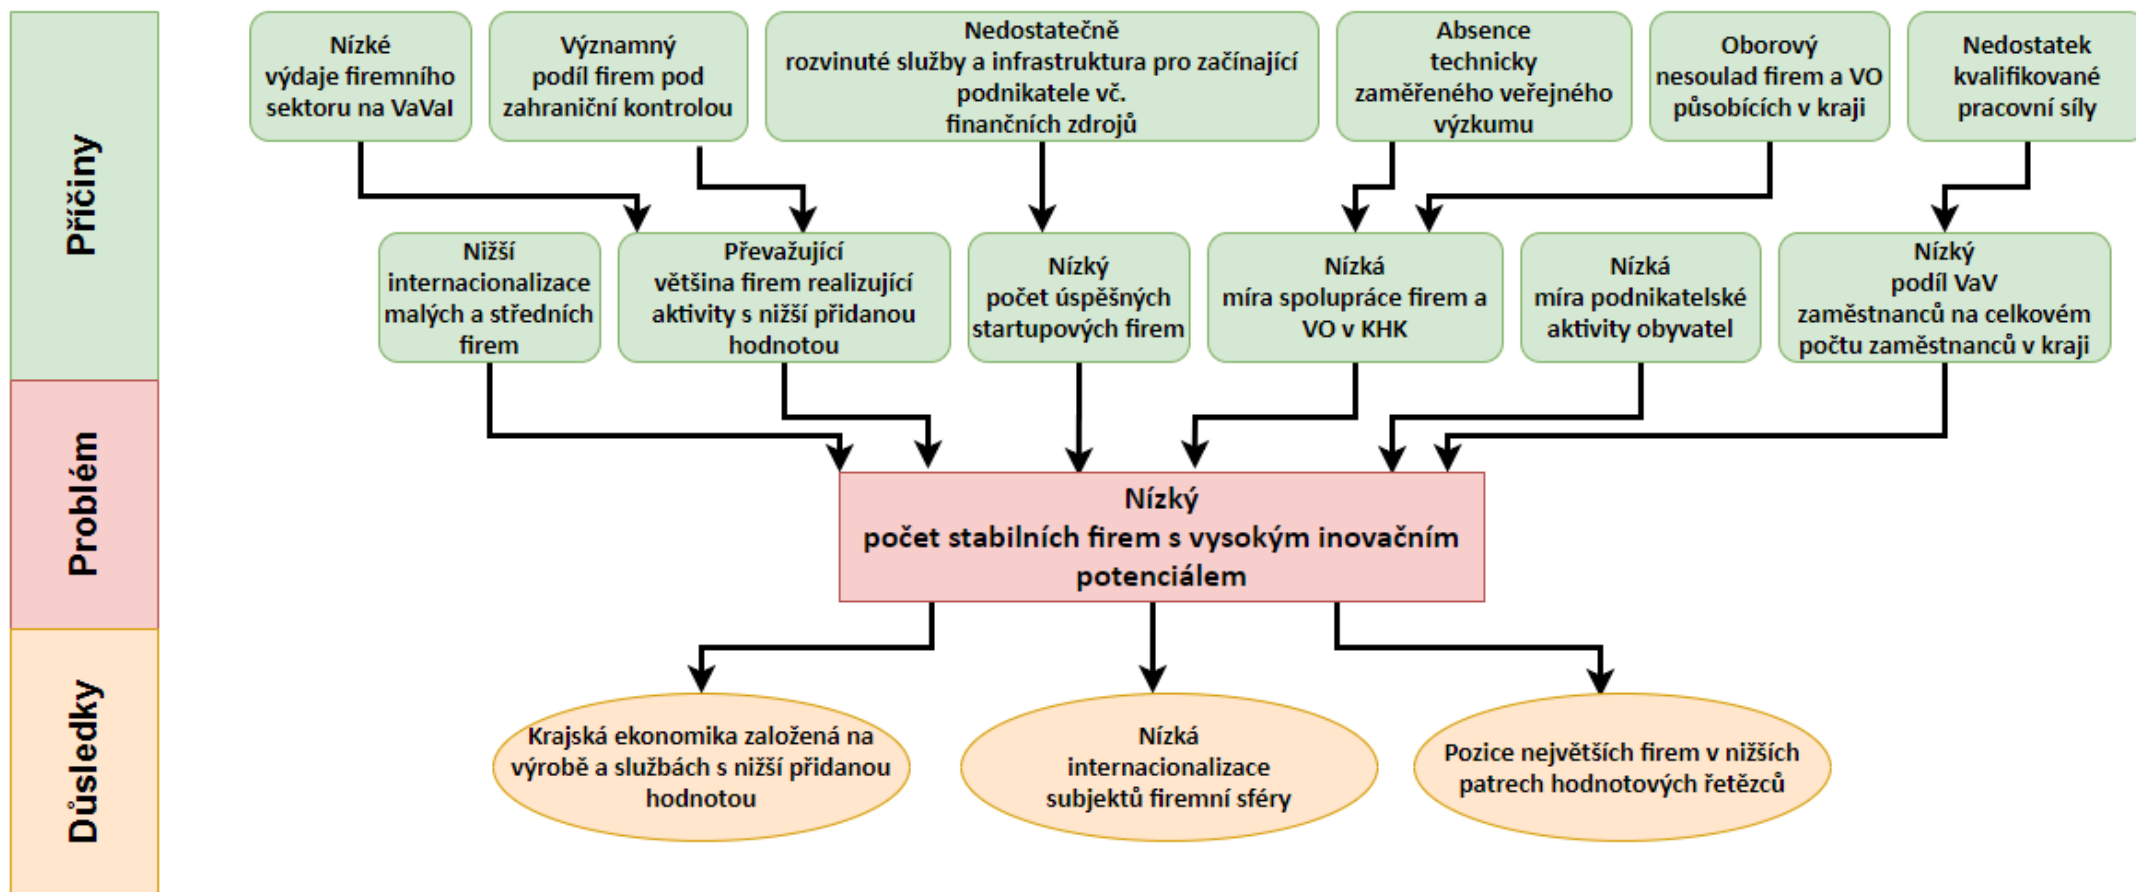 Příčiny
Nízké
výdaje firemního
sektoru na VaVaI
Významný
podíl firem pod
zahraniční kontrolou
Nedostatečně
rozvinuté služby a infrastruktura pro začínající
podnikatele vč.
finančních zdrojů
Absence
technicky
zaměřeného veřejného
výzkumu
Oborový
nesoulad firem a VO
působících v kraji
Nedostatek
kvalifikované
pracovní síly
Nižší
internacionalizace
malých a středních
firem
Převažující
většina firem realizující
aktivity s nižší přidanou
hodnotou
Nízký
počet úspěšných
startupových firem
Nízká
míra spolupráce firem a
VO v KHK
Nízká
míra podnikatelské
aktivity obyvatel
Nízký
podíl VaV
zaměstnanců na celkovém
počtu zaměstnanců v kraji
Problém
Nízký
počet stabilních firem s vysokým inovačním
potenciálem
Důsledky
Krajská ekonomika založená na
výrobě a službách s nižší přidanou
hodnotou
Nízká
internacionalizace
subjektů firemní sféry
Pozice největších firem v nižších
patrech hodnotových řetězců